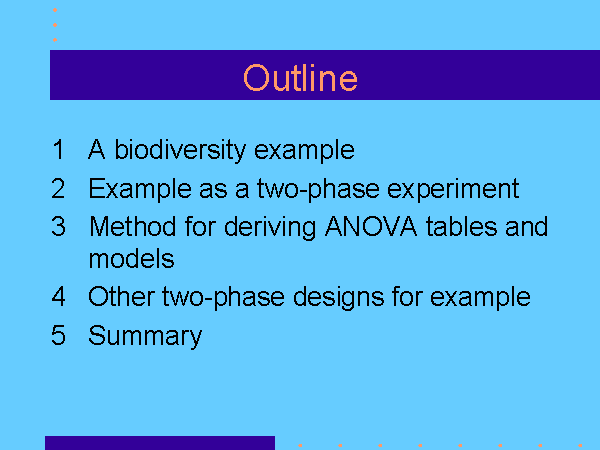 Outline
1 A biodiversity example
2 Example as a two-phase experiment
3 Method for deriving ANOVA tables and
models
4 Other two-phase designs for example
5 Summary